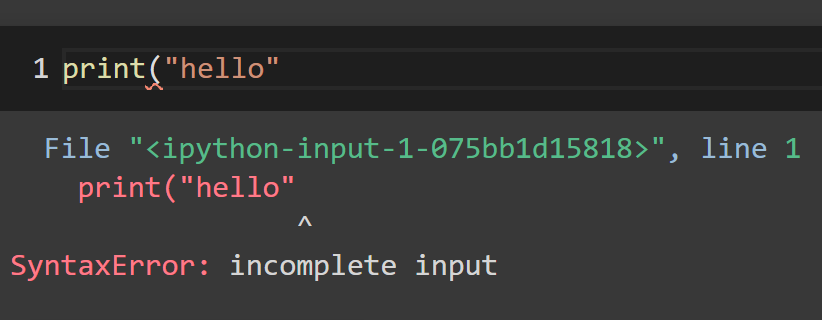 1 print("hello"
File "<ipython-input-1-075bb1d15818>", line 1
print("hello"
^
SyntaxError: incomplete input